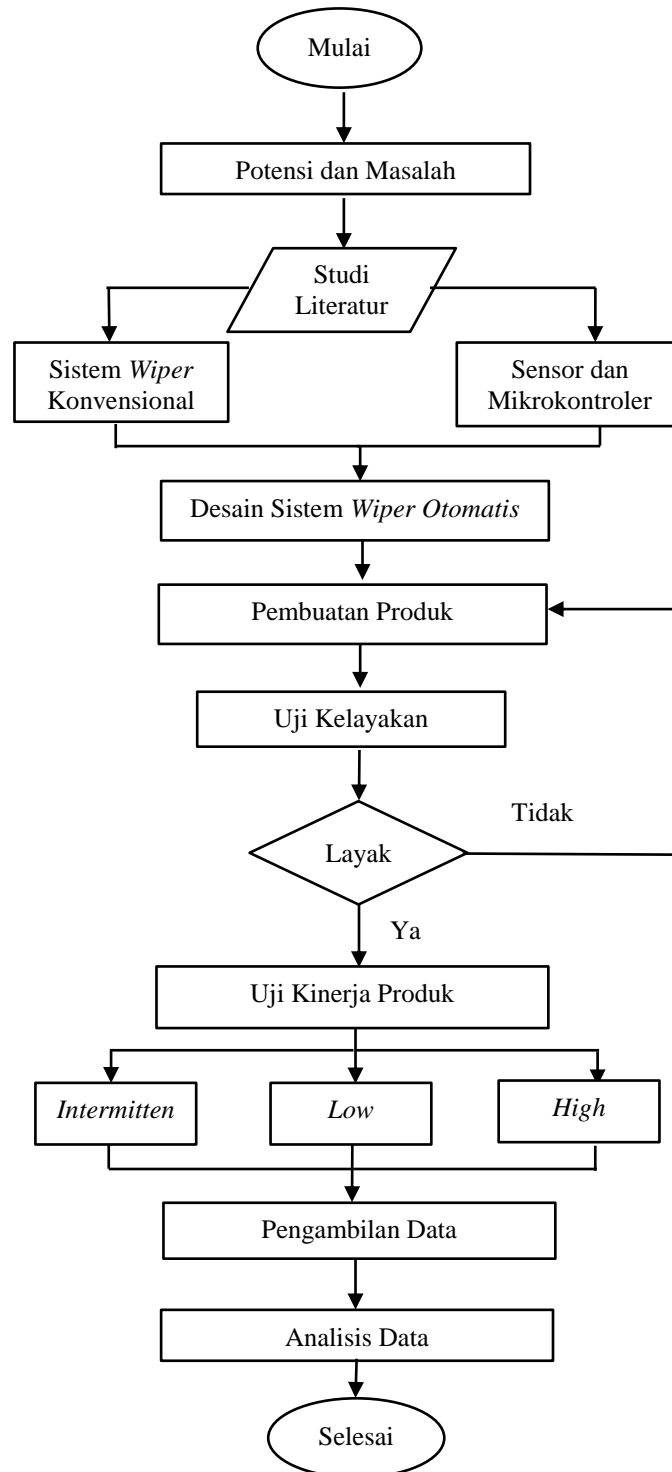 Mulai
Potensi dan Masalah
Studi
Literatur
Sistem Wiper
Konvensional
Sensor dan
Mikrokontroler
Desain Sistem Wiper Otomatis
Pembuatan Produk
Uji Kelayakan
Layak
Tidak
Ya
Uji Kinerja Produk
Intermitten
Low
High
Pengambilan Data
Analisis Data
Selesai